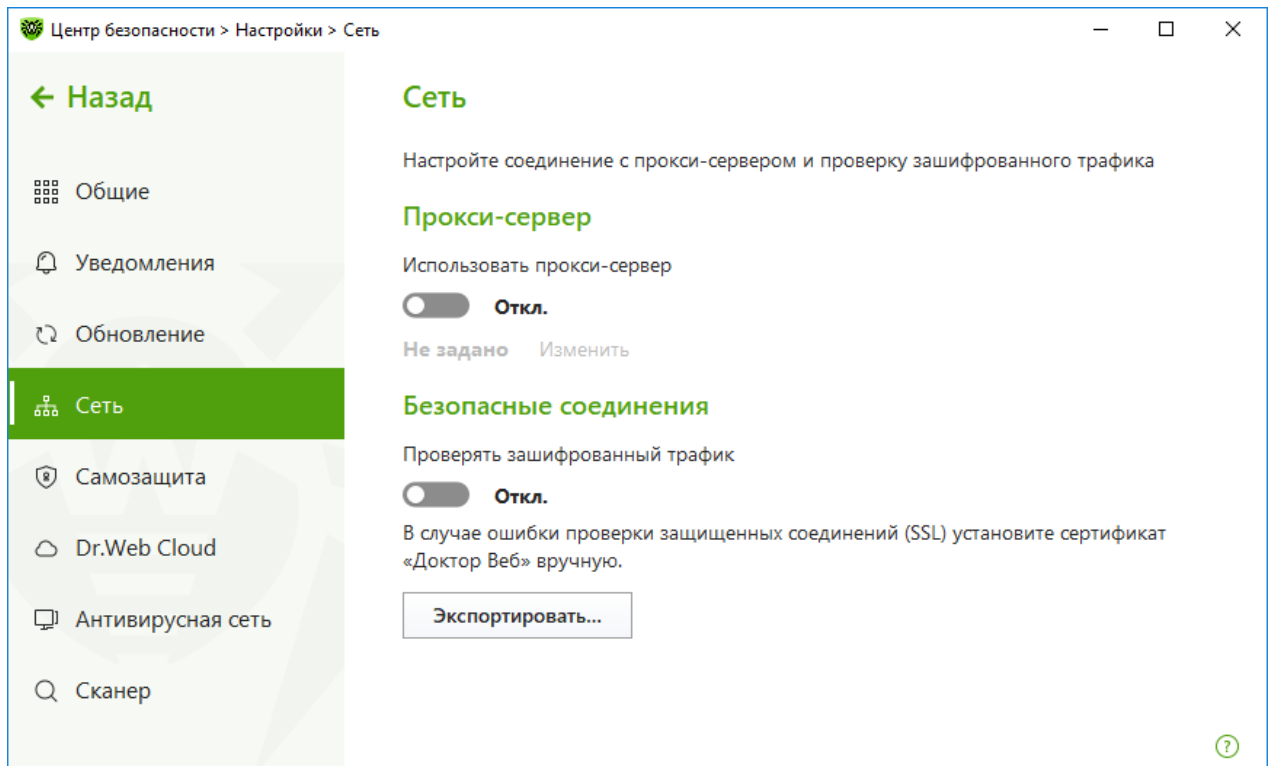 Центр безопасности > Настройки > Сеть
Назад
Общие
Уведомления
Обновление
Сеть
Самозащита
Dr.Web Cloud
Антивирусная сеть
Сканер
Сеть
Настройте соединение с прокси-сервером и проверку зашифрованного трафика
Прокси-сервер
Использовать прокси-сервер
Откл.
Не задано Изменить
Безопасные соединения
Проверять зашифрованный трафик
Откл.
В случае ошибки проверки защищенных соединений (SSL) установите сертификат
«Доктор Веб» вручную.
Экспортировать...
?